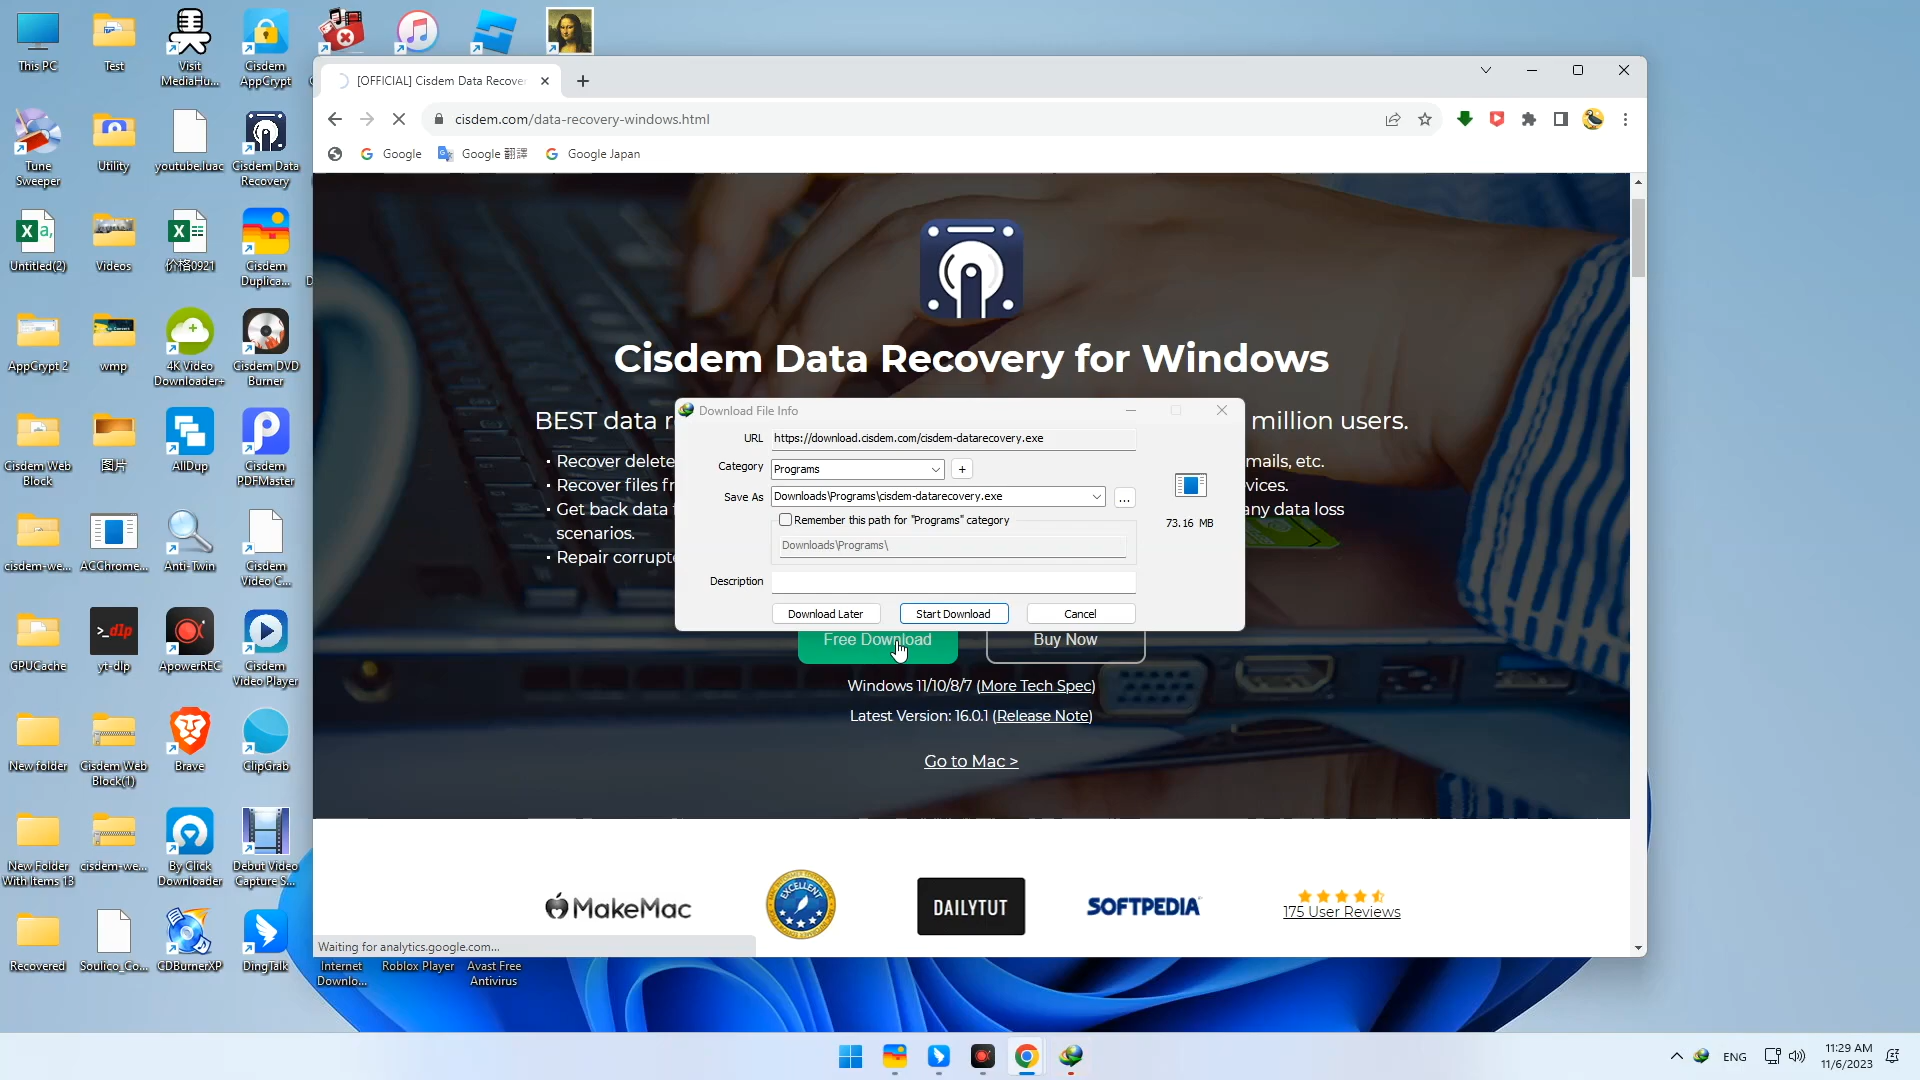 This PC
Test
Visit MediaHu...
Cisdem AppCrypt
Tune Sweeper
Utility
youtube.luac
Cisdem Data Recovery
Untitled(2)
Videos
价格0921
Cisdem Duplica...
AppCrypt 2
wmp
4K Video Downloader+
Cisdem DVD Burner
Cisdem Web Block
图片
AllDup
Cisdem PDFMaster
cisdem-we...
AGChrome...
Anti-Twin
Cisdem Video C...
GPUCache
yt-dlp
ApowerREC
Cisdem Video Player
New folder
Cisdem Web Block(1)
Brave
ClipGrab
New Folder With Items 13
cisdem-we...
By Click Downloader
Debut Video Capture S...
Recovered
Soulico_Co...
CDBurnerXP
DingTalk
Internet Downlo...
Roblox Player
Avast Free Antivirus
[OFFICIAL] Cisdem Data Recover
cisdem.com/data-recovery-windows.html
Google
Google 翻譯
Google Japan
Cisdem Data Recovery for Windows
BEST data r
million users.
• Recover delete
mails, etc.
• Recover files fr
vices.
• Get back data
any data loss
scenarios.
• Repair corrupt
Download File Info
URL
https://download.cisdem.com/cisdem-datarecovery.exe
Category
Programs
+
Save As
Downloads\Programs\cisdem-datarecovery.exe
...
Remember this path for "Programs" category
Downloads\Programs\
73.16 MB
Description
Download Later
Start Download
Cancel
Free Download
Buy Now
Windows 11/10/8/7 (More Tech Spec)
Latest Version: 16.0.1 (Release Note)
Go to Mac >
MakeMac
EXCELLENT
DAILYTUT
SOFTPEDIA
175 User Reviews
Waiting for analytics.google.com...
ENG
11:29 AM
11/6/2023